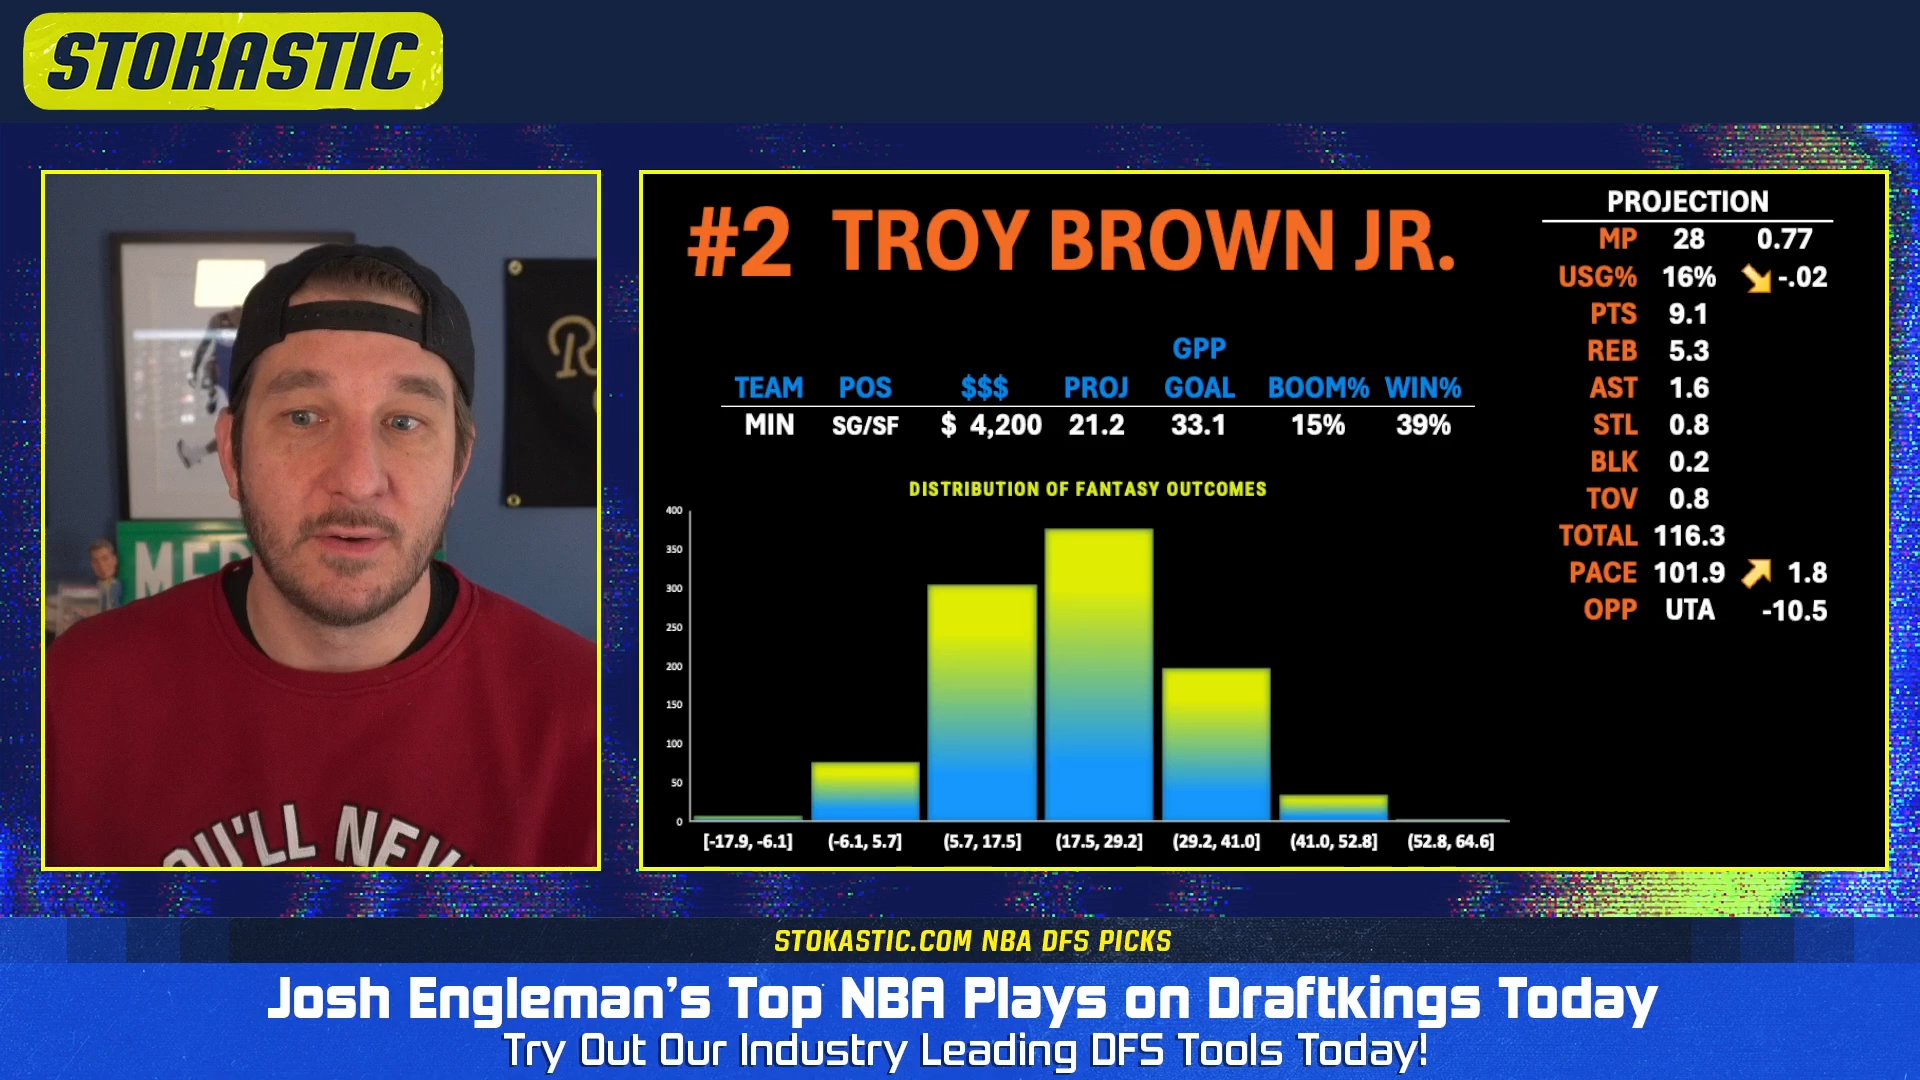 STOKASTIC
#2 TROY BROWN JR.
GPP
TEAM POS $$$ PROJ GOAL BOOM% WIN%
MIN SG/SF $ 4,200 21.2 33.1 15% 39%
DISTRIBUTION OF FANTASY OUTCOMES
400
350
300
250
200
150
100
50
0
[-17.9, -6.1] (-6.1, 5.7] (5.7, 17.5] (17.5, 29.2] (29.2, 41.0] (41.0, 52.8] (52.8, 64.6]
PROJECTION
MP 28 0.77
USG% 16% -.02
PTS 9.1
REB 5.3
AST 1.6
STL 0.8
BLK 0.2
TOV 0.8
TOTAL 116.3
PACE 101.9 1.8
OPP UTA -10.5
STOKASTIC.COM NBA DFS PICKS
Josh Engleman's Top NBA Plays on Draftkings Today
Try Out Our Industry Leading DFS Tools Today!